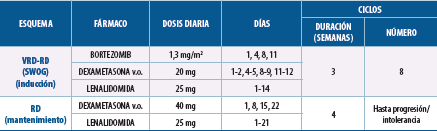 ESQUEMA FÁRMACO DOSIS DIARIA DÍAS CICLOS
DURACIÓN (SEMANAS) NÚMERO
VRD-RD (SWOG) (inducción) BORTEZOMIB 1,3 mg/m² 1, 4, 8, 11 3 8
DEXAMETASONA v.o. 20 mg 1-2, 4-5, 8-9, 11-12
LENALIDOMIDA 25 mg 1-14
RD (mantenimiento) DEXAMETASONA v.o. 40 mg 1, 8, 15, 22 4 Hasta progresión/ intolerancia
LENALIDOMIDA 25 mg 1-21